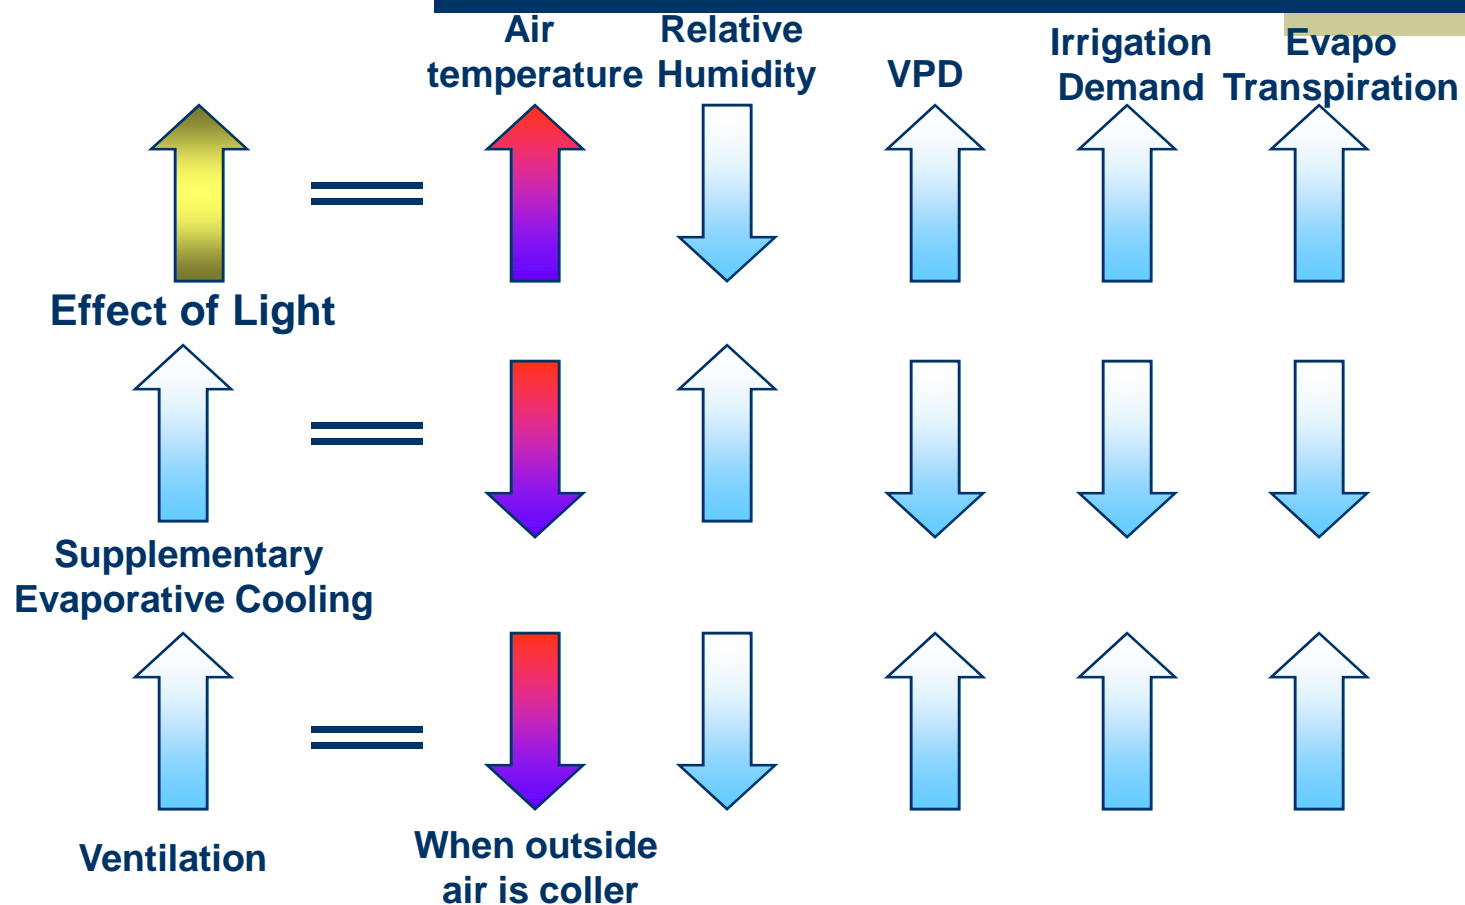 Air
temperature
Relative
Humidity
VPD
Irrigation
Demand
Evapo
Transpiration
Effect of Light
Supplementary
Evaporative Cooling
Ventilation
When outside
air is coller